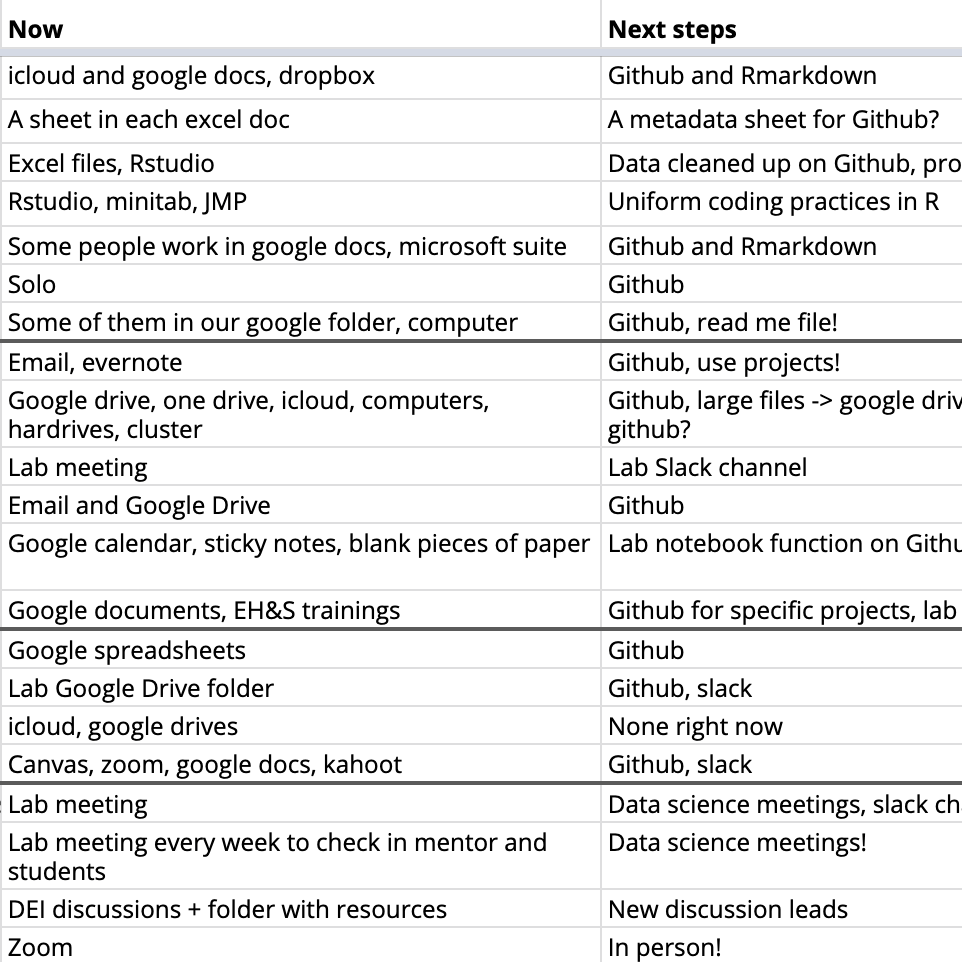 Now Next steps
icloud and google docs, dropbox Github and Rmarkdown
A sheet in each excel doc A metadata sheet for Github?
Excel files, Rstudio Data cleaned up on Github, pro
Rstudio, minitab, JMP Uniform coding practices in R
Some people work in google docs, microsoft suite Github and Rmarkdown
Solo Github
Some of them in our google folder, computer Github, read me file!
Email, evernote Github, use projects!
Google drive, one drive, icloud, computers, Github, large files -> google driv
hardrives, cluster github?
Lab meeting Lab Slack channel
Email and Google Drive Github
Google calendar, sticky notes, blank pieces of paper Lab notebook function on Githu
Google documents, EH&S trainings Github for specific projects, lab
Google spreadsheets Github
Lab Google Drive folder Github, slack
icloud, google drives None right now
Canvas, zoom, google docs, kahoot Github, slack
Lab meeting Data science meetings, slack ch
Lab meeting every week to check in mentor and Data science meetings!
students
DEI discussions + folder with resources New discussion leads
Zoom In person!